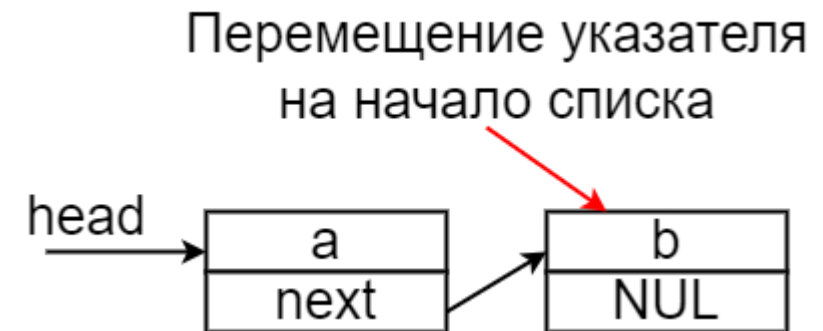 Перемещение указателя
на начало списка
head
a
b
next
NUL